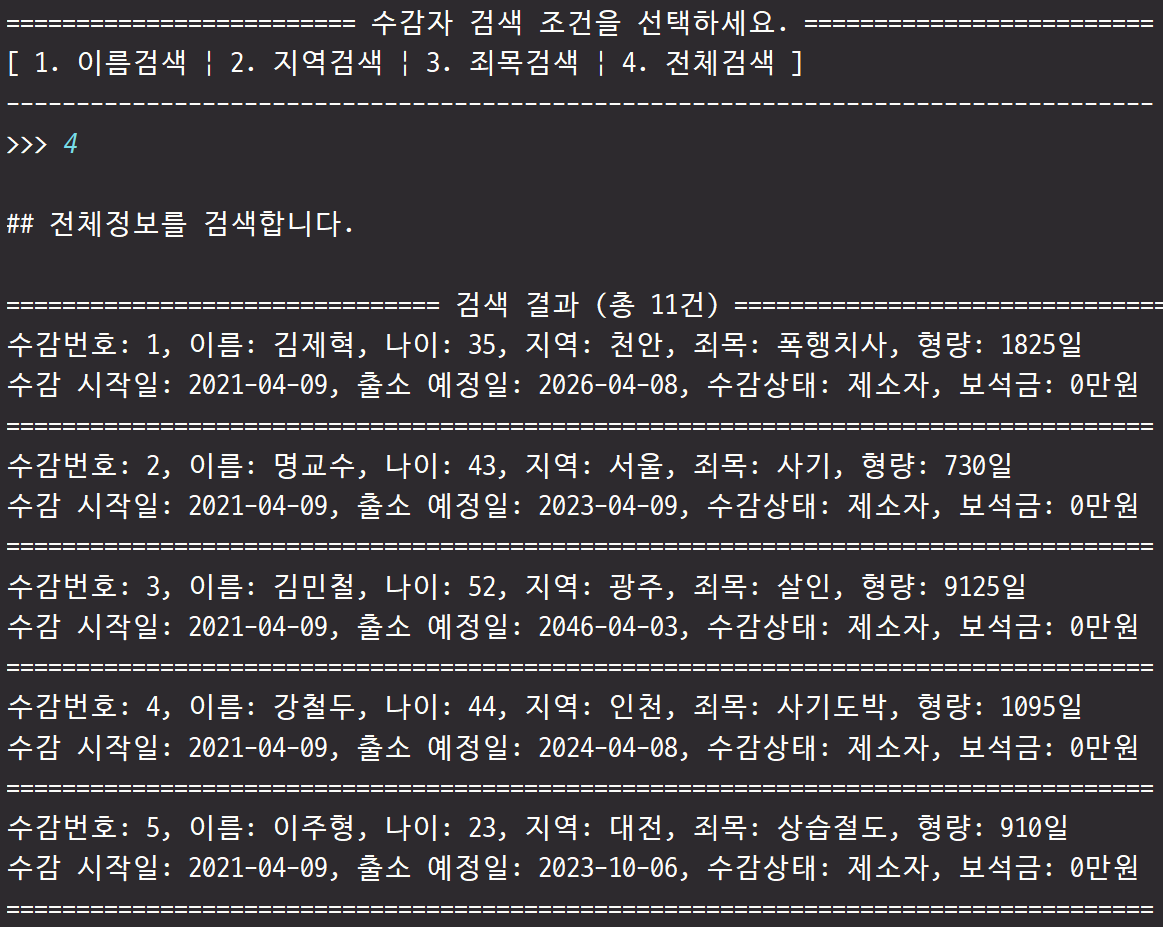 ========================= 수감자 검색 조건을 선택하세요. =========================
[ 1. 이름검색 ¦ 2. 지역검색 ¦ 3. 죄목검색 ¦ 4. 전체검색 ]
----------------------------------------------------------------------------------
>>> 4
## 전체정보를 검색합니다.
=============================== 검색 결과 (총 11건) ===============================
수감번호: 1, 이름: 김제혁, 나이: 35, 지역: 천안, 죄목: 폭행치사, 형량: 1825일
수감 시작일: 2021-04-09, 출소 예정일: 2026-04-08, 수감상태: 제소자, 보석금: 0만원
==================================================================================
수감번호: 2, 이름: 명교수, 나이: 43, 지역: 서울, 죄목: 사기, 형량: 730일
수감 시작일: 2021-04-09, 출소 예정일: 2023-04-09, 수감상태: 제소자, 보석금: 0만원
==================================================================================
수감번호: 3, 이름: 김민철, 나이: 52, 지역: 광주, 죄목: 살인, 형량: 9125일
수감 시작일: 2021-04-09, 출소 예정일: 2046-04-03, 수감상태: 제소자, 보석금: 0만원
==================================================================================
수감번호: 4, 이름: 강철두, 나이: 44, 지역: 인천, 죄목: 사기도박, 형량: 1095일
수감 시작일: 2021-04-09, 출소 예정일: 2024-04-08, 수감상태: 제소자, 보석금: 0만원
==================================================================================
수감번호: 5, 이름: 이주형, 나이: 23, 지역: 대전, 죄목: 상습절도, 형량: 910일
수감 시작일: 2021-04-09, 출소 예정일: 2023-10-06, 수감상태: 제소자, 보석금: 0만원
==================================================================================